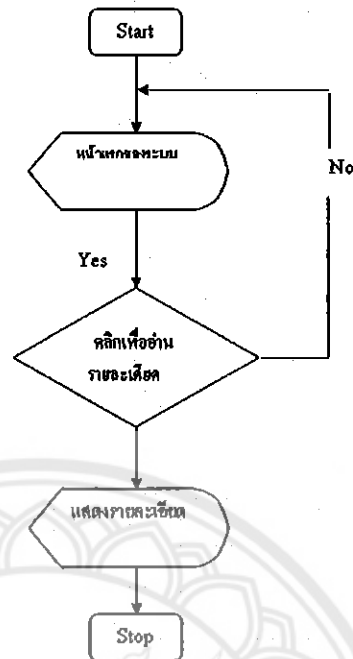 Start
หน้าแรกของระบบ
No
Yes
คลิกเพื่ออ่าน
รายละเอียด
แสดงรายละเอียด
Stop